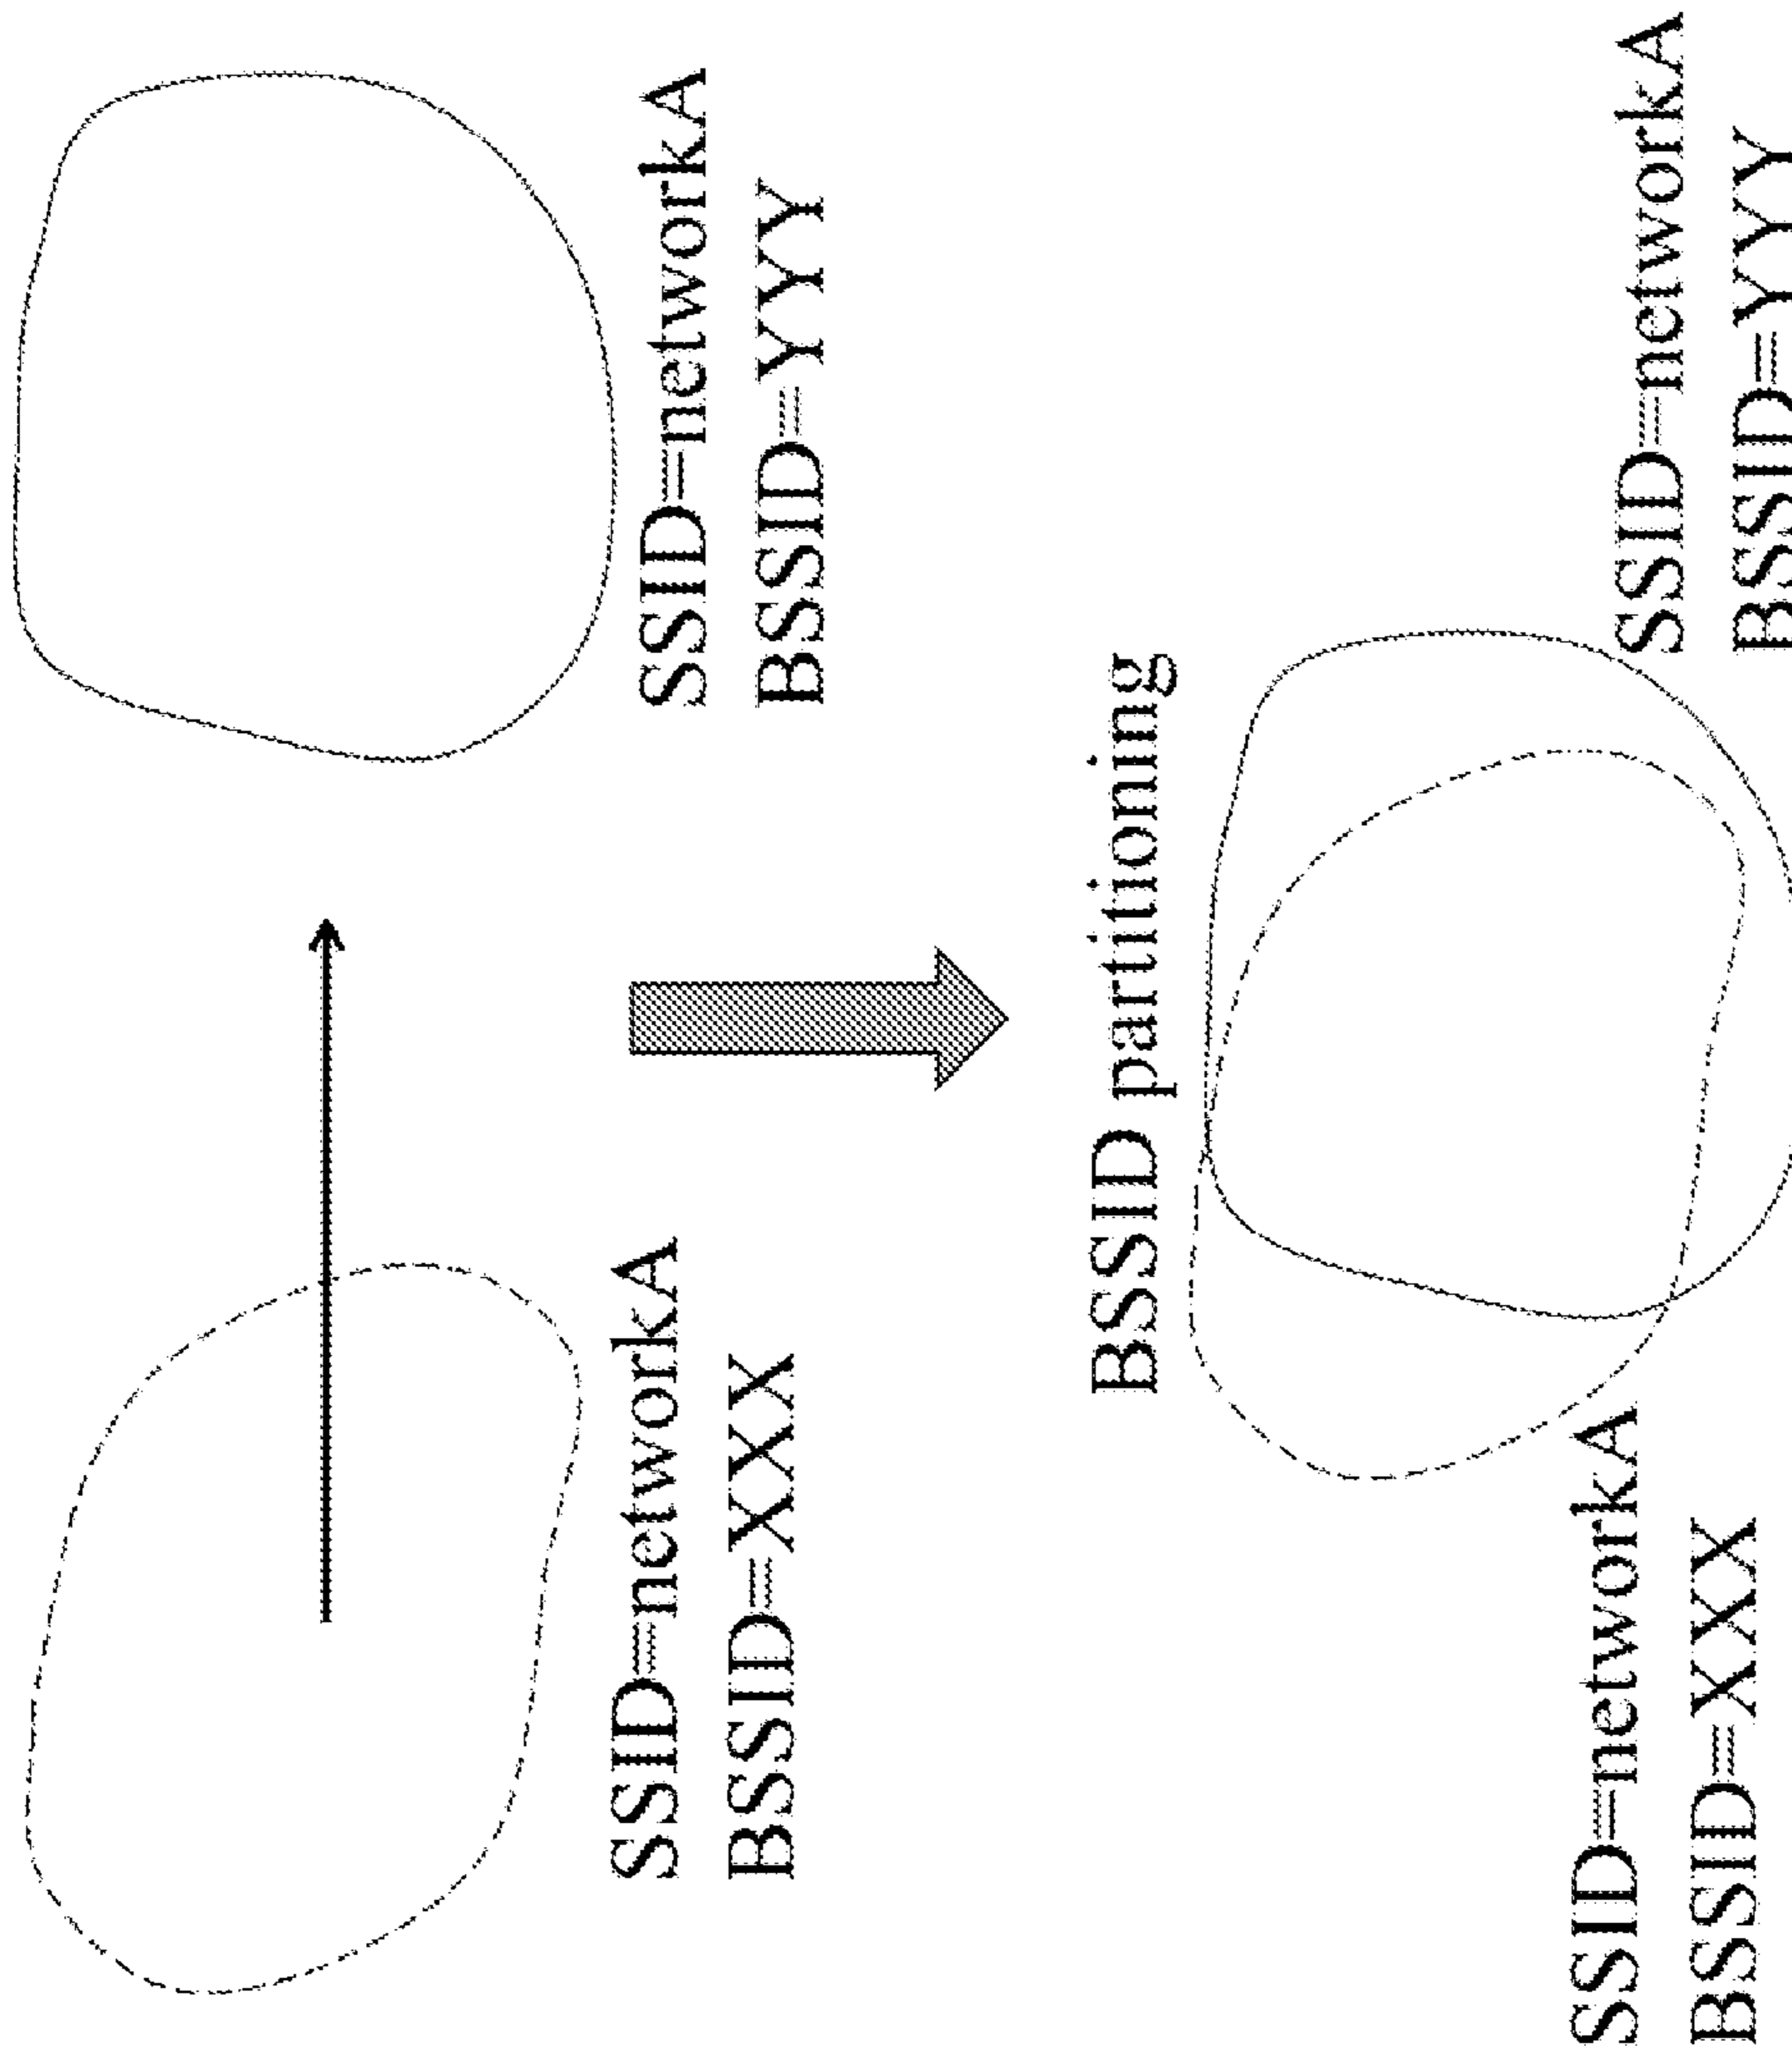 SSID=networkA
BSSID=XXX
SSID=networkA
BSSID=YYY
BSSID partitioning
SSID=networkA
BSSID=XXX
SSID=networkA
BSSID=YYY